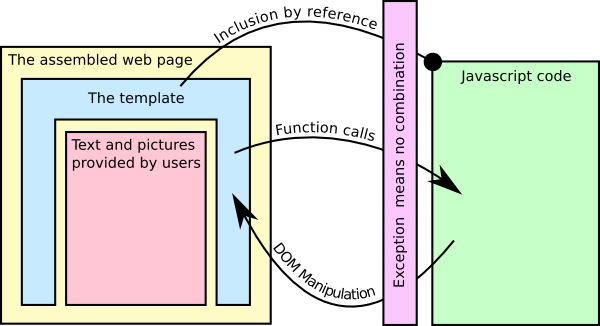 Inclusion by reference
The assembled web page
The template
Text and pictures
provided by users
Function calls
DOM Manipulation
Exception means no combination
Javascript code